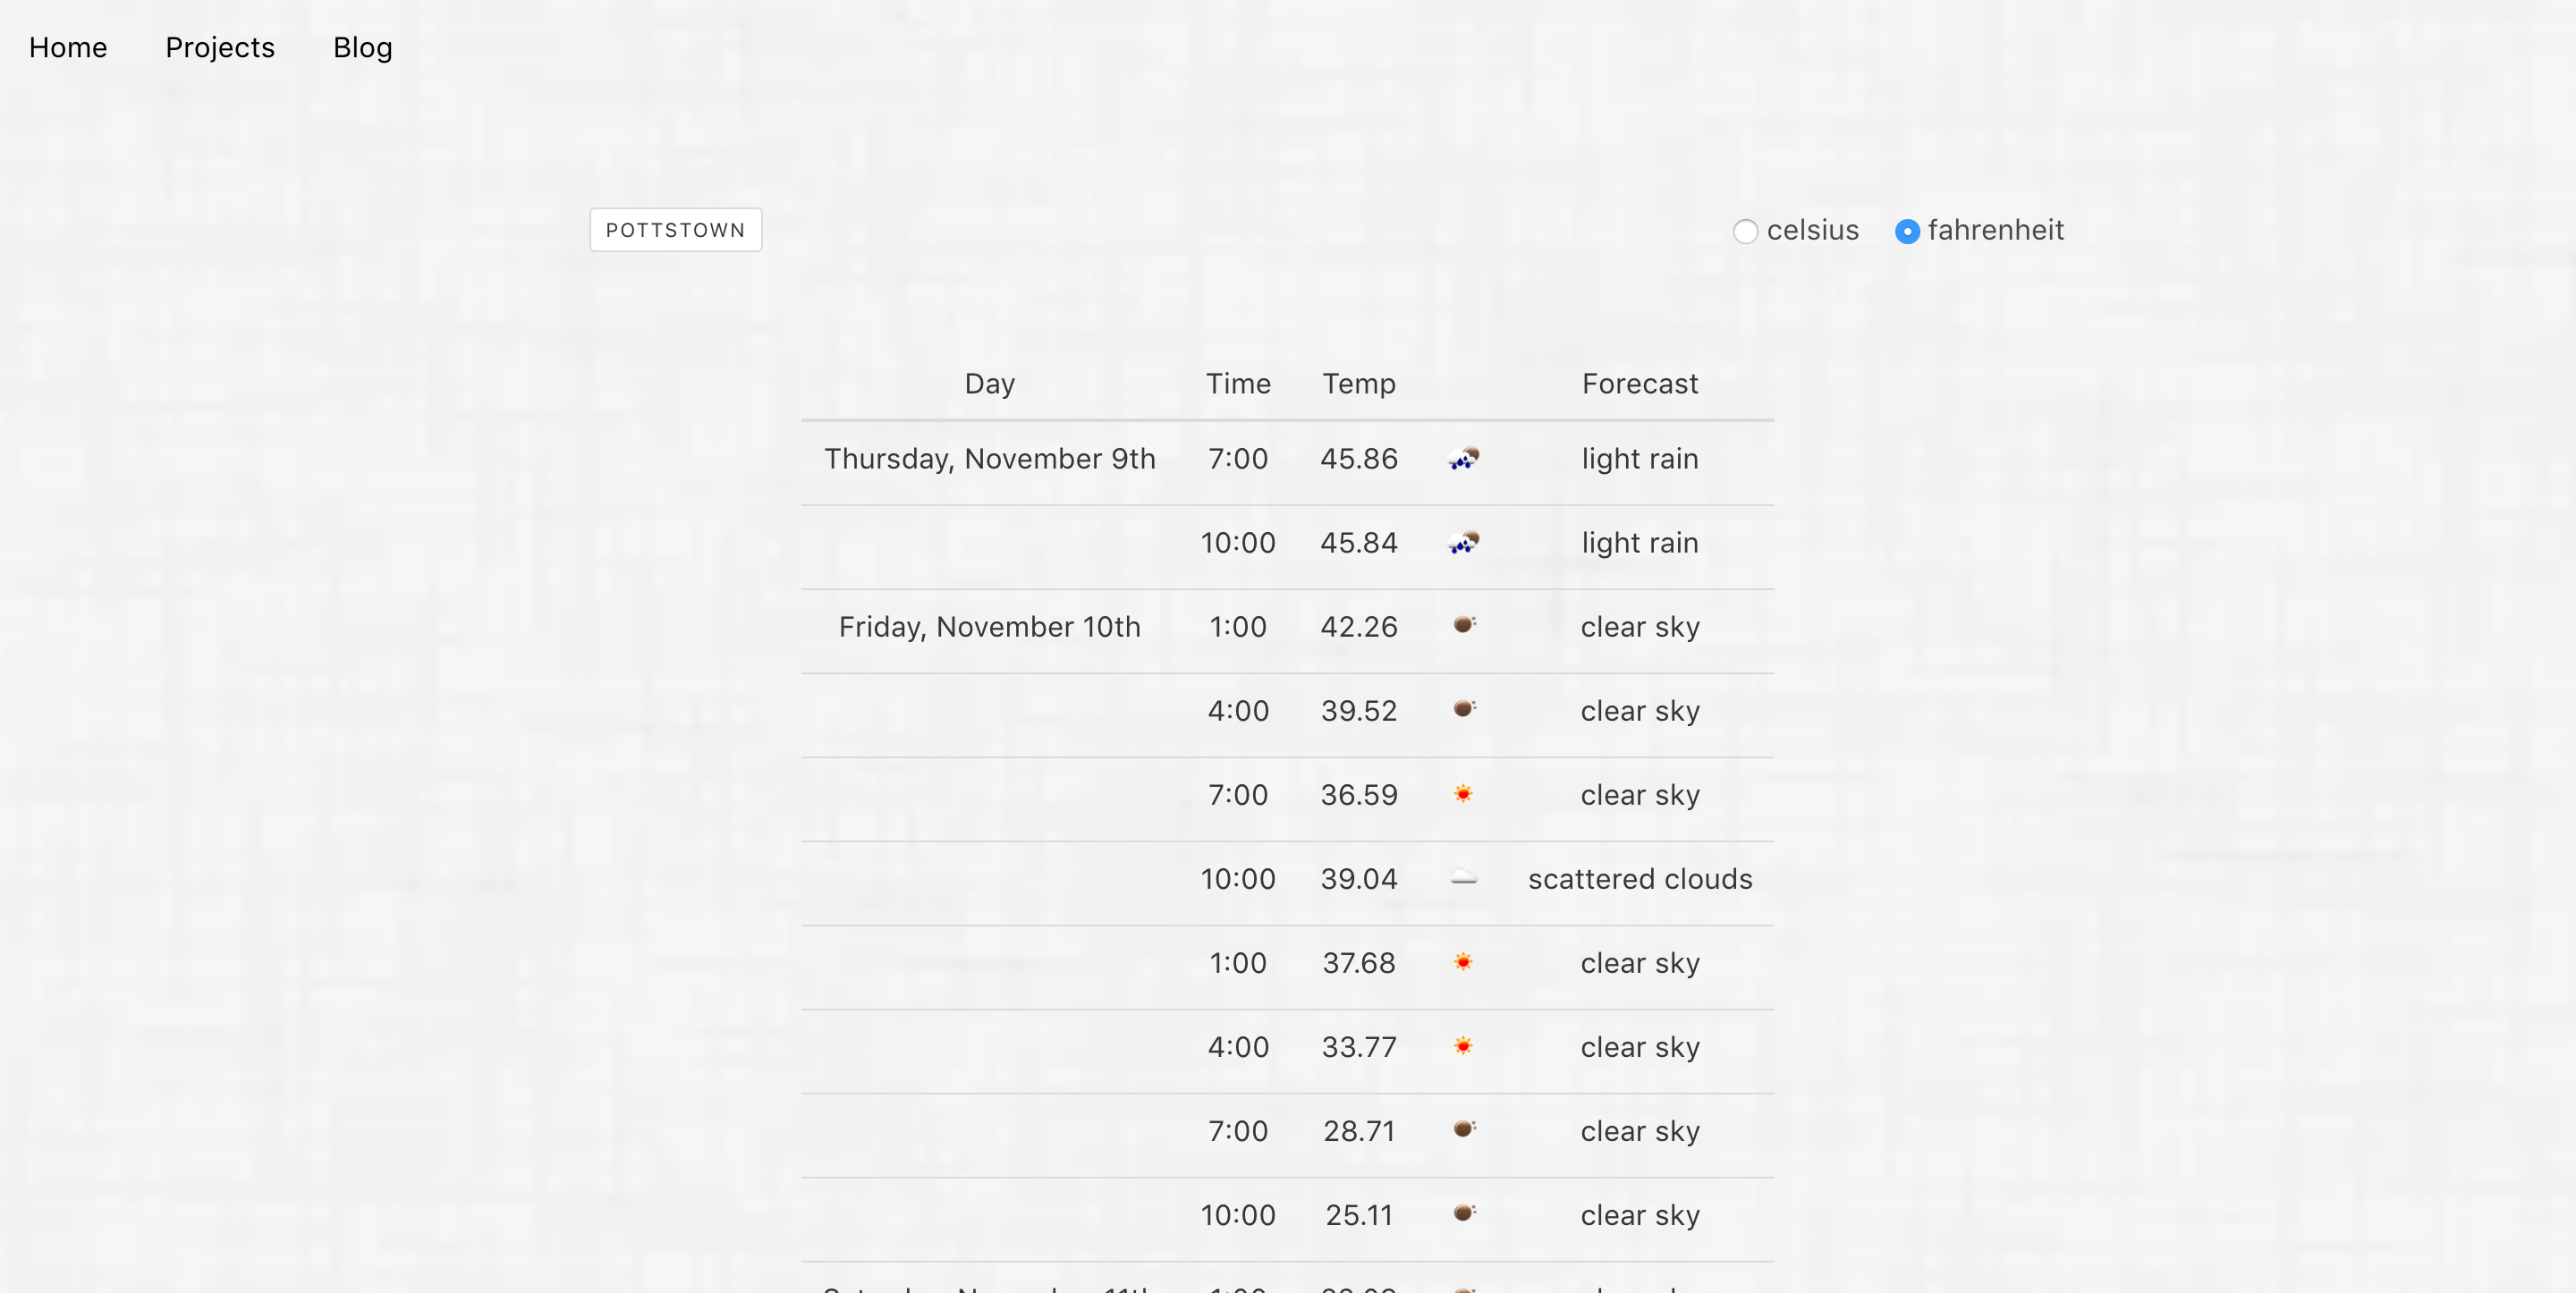 Home Projects Blog
POTTSTOWN celsius fahrenheit
Day Time Temp Forecast
Thursday, November 9th 7:00 45.86 light rain
10:00 45.84 light rain
Friday, November 10th 1:00 42.26 clear sky
4:00 39.52 clear sky
7:00 36.59 clear sky
10:00 39.04 scattered clouds
1:00 37.68 clear sky
4:00 33.77 clear sky
7:00 28.71 clear sky
10:00 25.11 clear sky